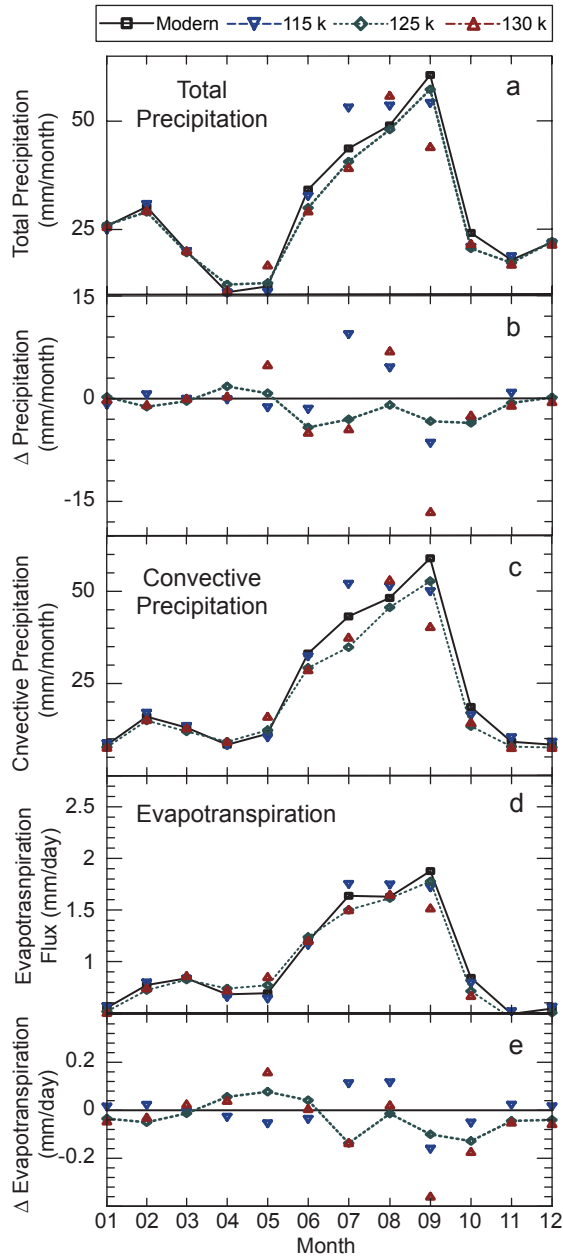 Modern 115 k 125 k 130 k
Total Precipitation
(mm/month)
50
25
15
Total
Precipitation
a
Δ Precipitation
(mm/month)
0
-15
b
Cnvective Precipitation
(mm/month)
50
25
Convective
Precipitation
c
Evapotrasnpiration
Flux (mm/day)
2.5
2
1.5
1
Evapotranspiration
d
Δ Evapotranspiration
(mm/day)
0.2
0
-0.2
e
01 02 03 04 05 06 07 08 09 10 11 12
Month